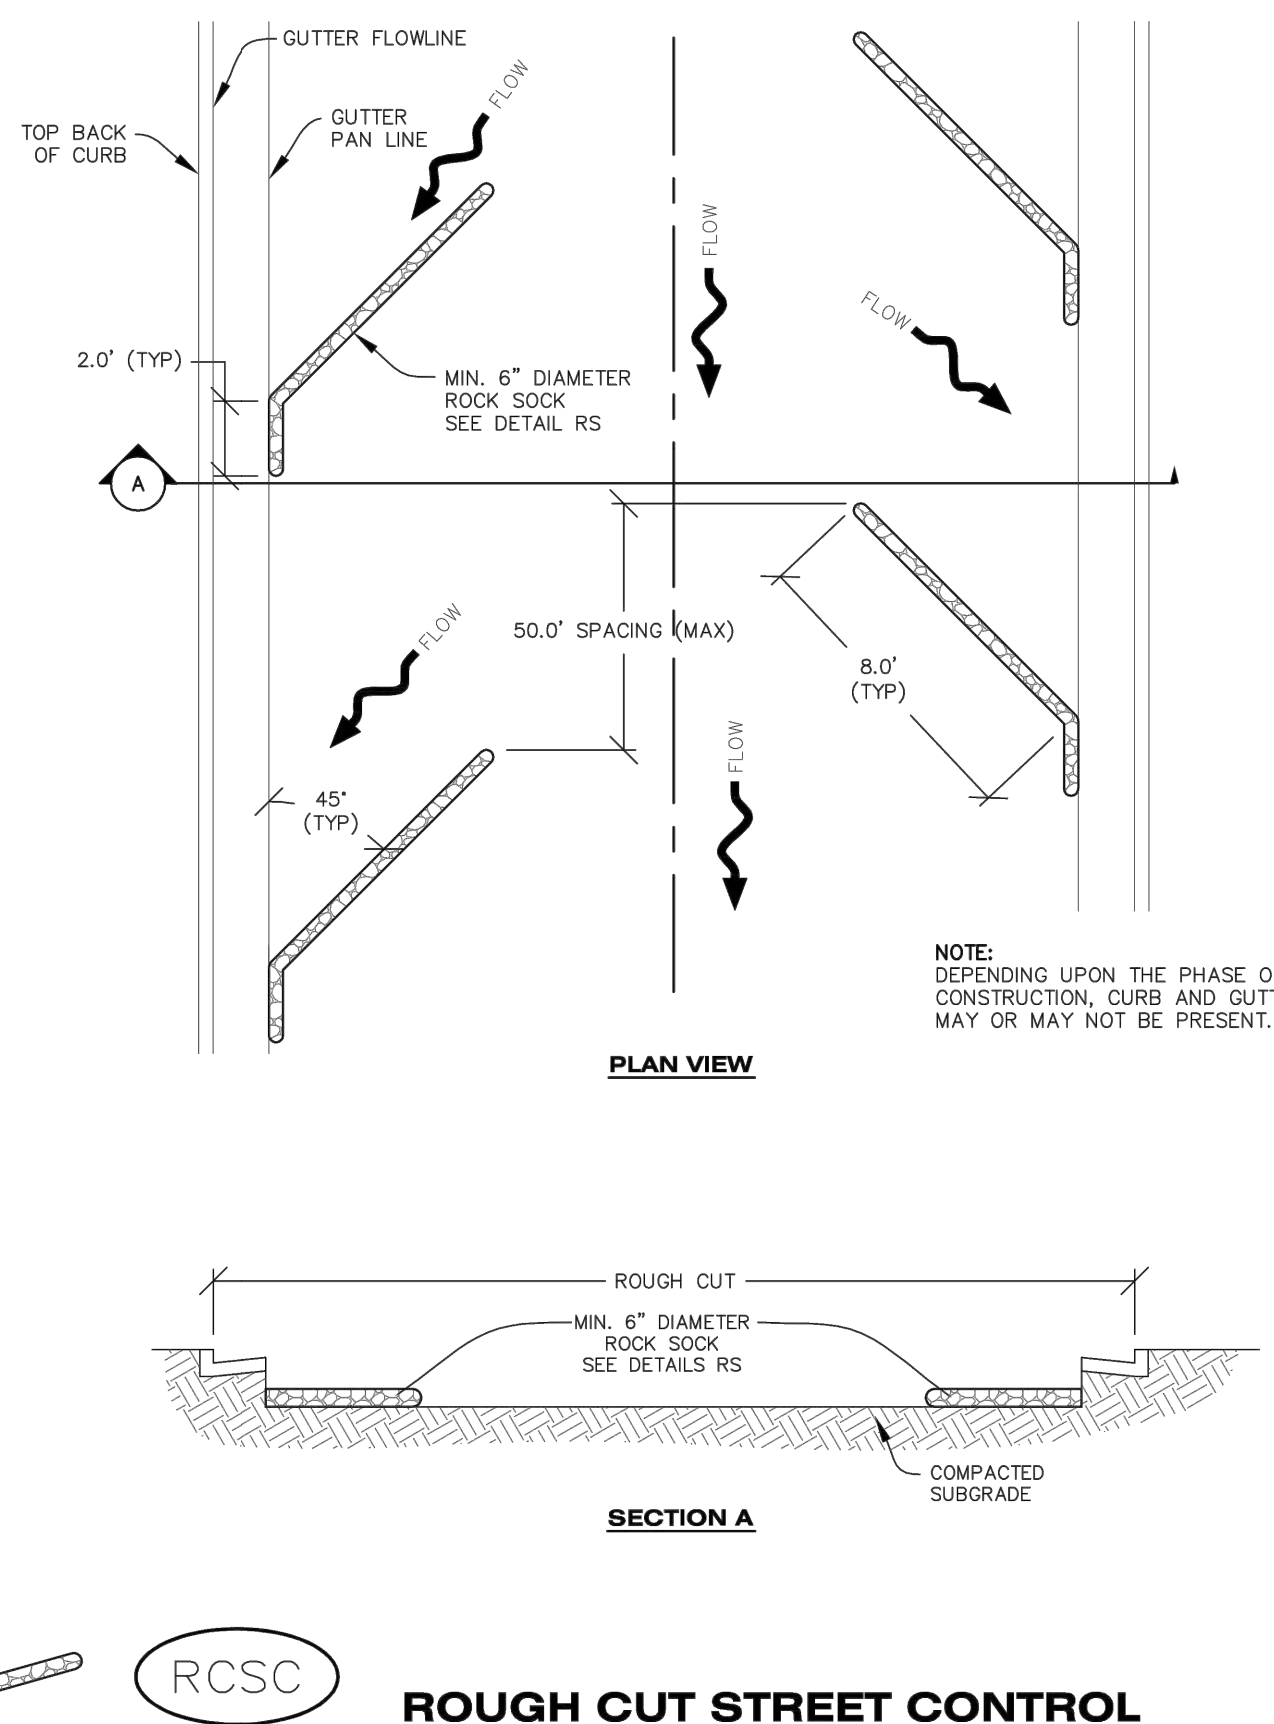 GUTTER FLOWLINE
GUTTER
PAN LINE
TOP BACK
OF CURB
FLOW
FLOW
FLOW
2.0' (TYP)
MIN. 6" DIAMETER
ROCK SOCK
SEE DETAIL RS
A
FLOW
50.0' SPACING (MAX)
8.0'
(TYP)
FLOW
45°
(TYP)
NOTE:
DEPENDING UPON THE PHASE O
CONSTRUCTION, CURB AND GUTT
MAY OR MAY NOT BE PRESENT.
PLAN VIEW
ROUGH CUT
MIN. 6" DIAMETER
ROCK SOCK
SEE DETAILS RS
COMPACTED
SUBGRADE
SECTION A
RCSC
ROUGH CUT STREET CONTROL